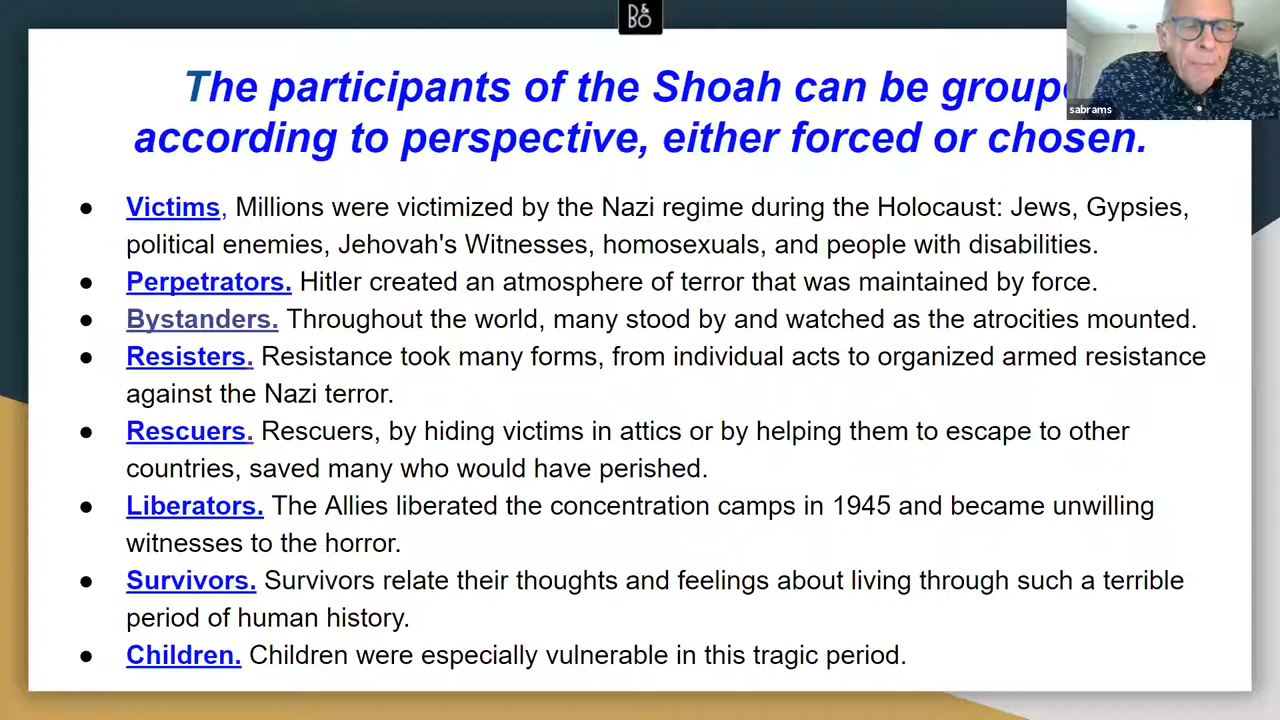 B&
BO
sabrams
The participants of the Shoah can be groupe
according to perspective, either forced or chosen.
● Victims, Millions were victimized by the Nazi regime during the Holocaust: Jews, Gypsies,
political enemies, Jehovah's Witnesses, homosexuals, and people with disabilities.
● Perpetrators. Hitler created an atmosphere of terror that was maintained by force.
● Bystanders. Throughout the world, many stood by and watched as the atrocities mounted.
● Resisters. Resistance took many forms, from individual acts to organized armed resistance
against the Nazi terror.
● Rescuers. Rescuers, by hiding victims in attics or by helping them to escape to other
countries, saved many who would have perished.
● Liberators. The Allies liberated the concentration camps in 1945 and became unwilling
witnesses to the horror.
● Survivors. Survivors relate their thoughts and feelings about living through such a terrible
period of human history.
● Children. Children were especially vulnerable in this tragic period.